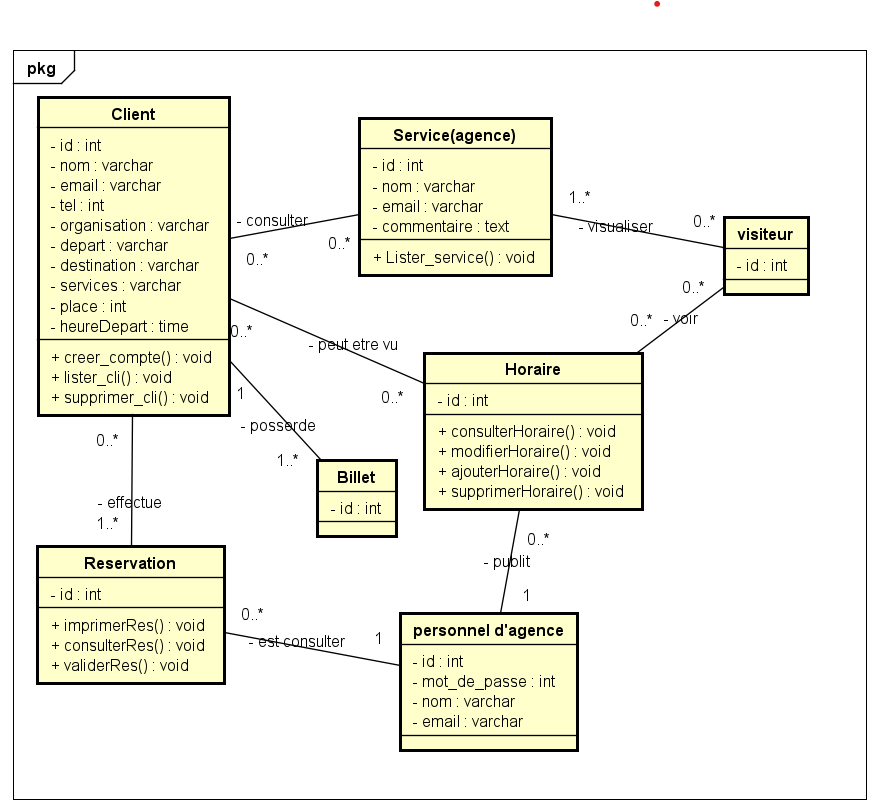 pkg
Client
- id : int
- nom : varchar
- email : varchar
- tel : int
- organisation : varchar
- depart : varchar
- destination : varchar
- services : varchar
- place : int
- heureDepart : time
+ creer_compte() : void
+ lister_cli() : void
+ supprimer_cli() : void
Service(agence)
- id : int
- nom : varchar
- email : varchar
- commentaire : text
+ Lister_service() : void
- consulter
0..*
0..*
1..*
- visualiser
0..*
visiteur
- id : int
0..*
0..*
- voir
0..*
- peut etre vu
0..*
Horaire
- id : int
+ consulterHoraire() : void
+ modifierHoraire() : void
+ ajouterHoraire() : void
+ supprimerHoraire() : void
1
- posserde
1..*
Billet
- id : int
0..*
- effectue
1..*
Reservation
- id : int
+ imprimerRes() : void
+ consulterRes() : void
+ validerRes() : void
0..*
- publit
1
0..*
- est consulter
1
personnel d'agence
- id : int
- mot_de_passe : int
- nom : varchar
- email : varchar